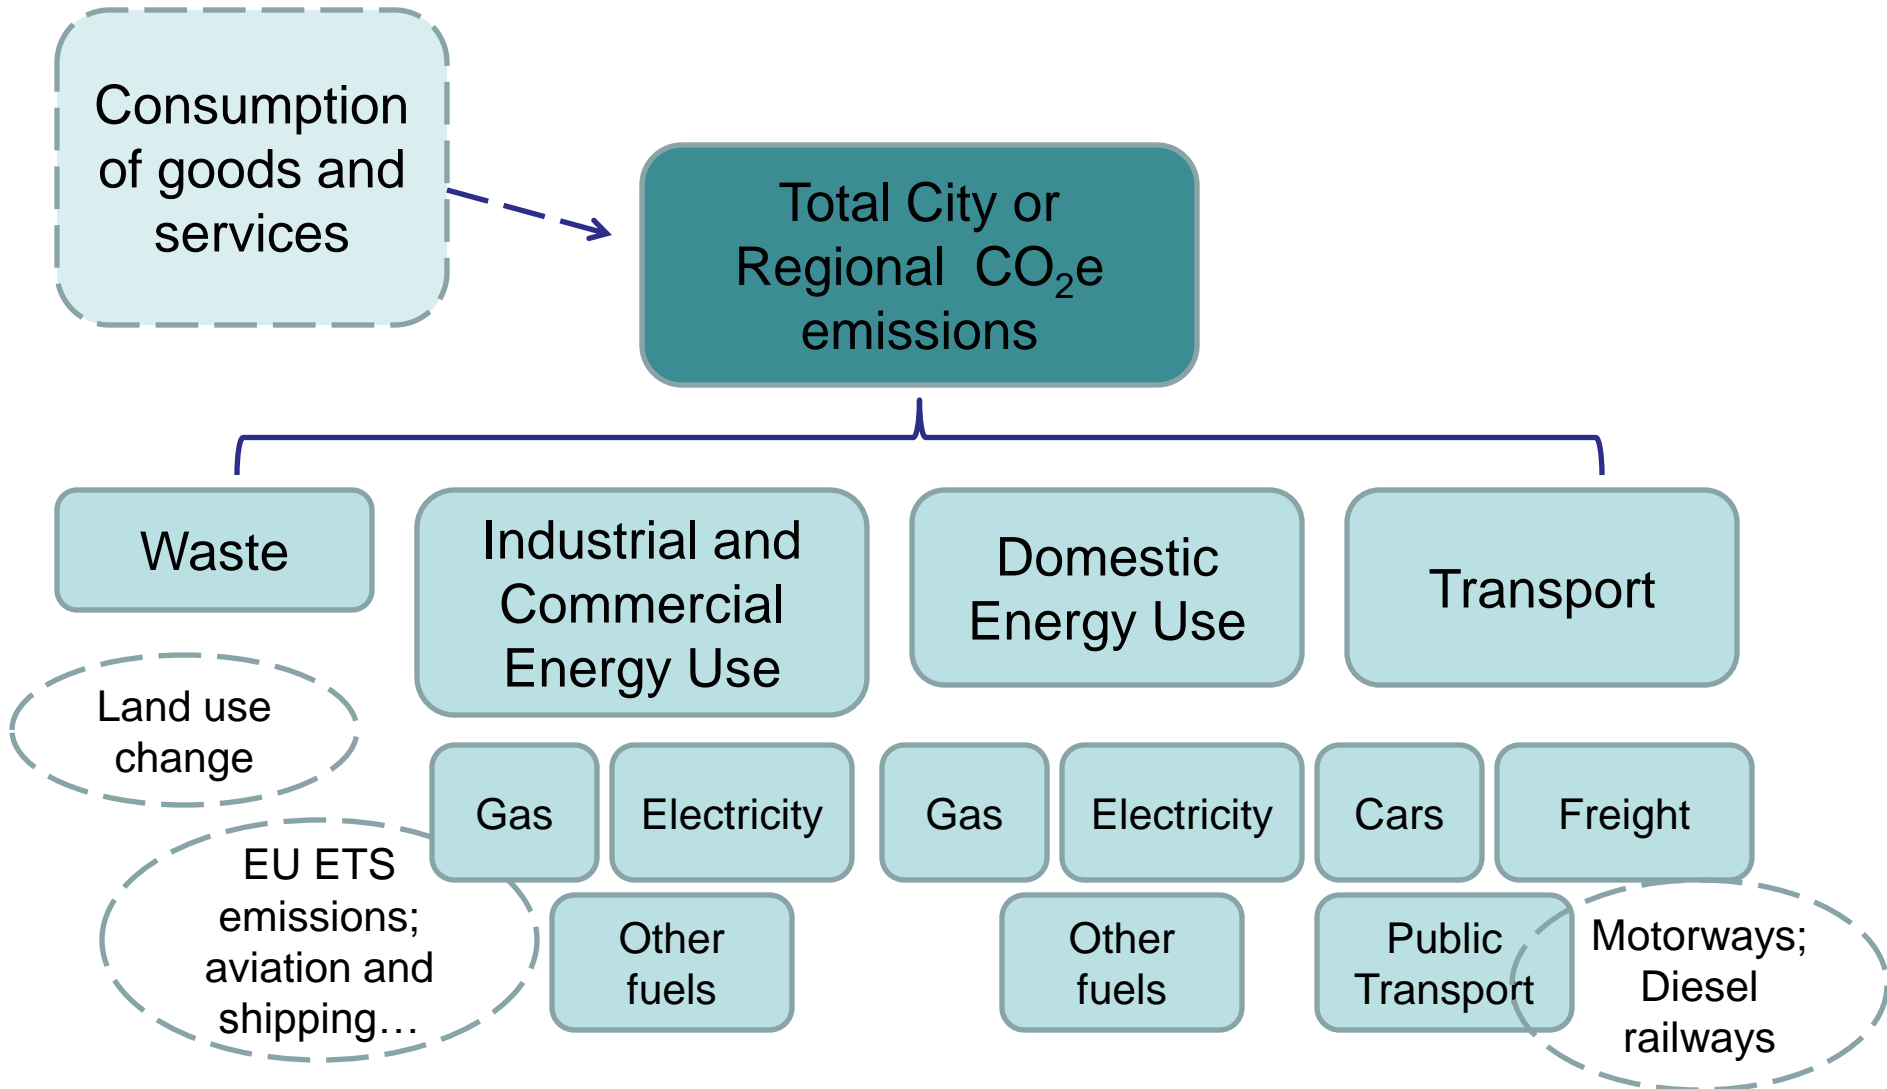 Consumption
of goods and
services
Total City or
Regional CO₂e
emissions
Waste
Industrial and
Commercial
Energy Use
Domestic
Energy Use
Transport
Land use
change
Gas
Electricity
Gas
Electricity
Cars
Freight
EU ETS
emissions;
aviation and
shipping…
Other
fuels
Other
fuels
Public
Transport
Motorways;
Diesel
railways